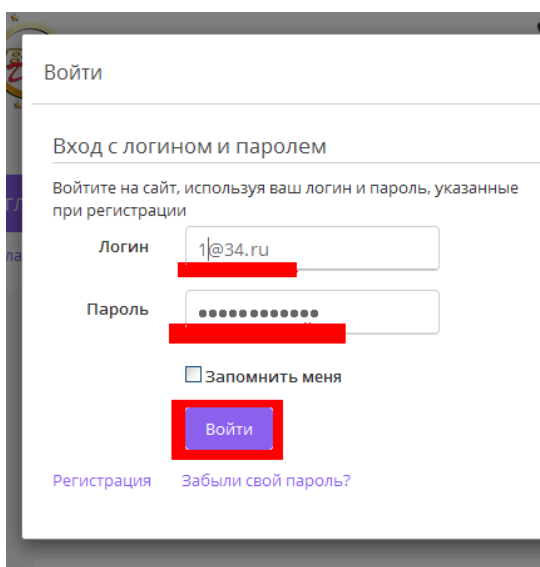 Войти
Вход с логином и паролем
Войтите на сайт, используя ваш логин и пароль, указанные
при регистрации
Логин
1@34.ru
Пароль
Запомнить меня
Войти
Регистрация Забыли свой пароль?